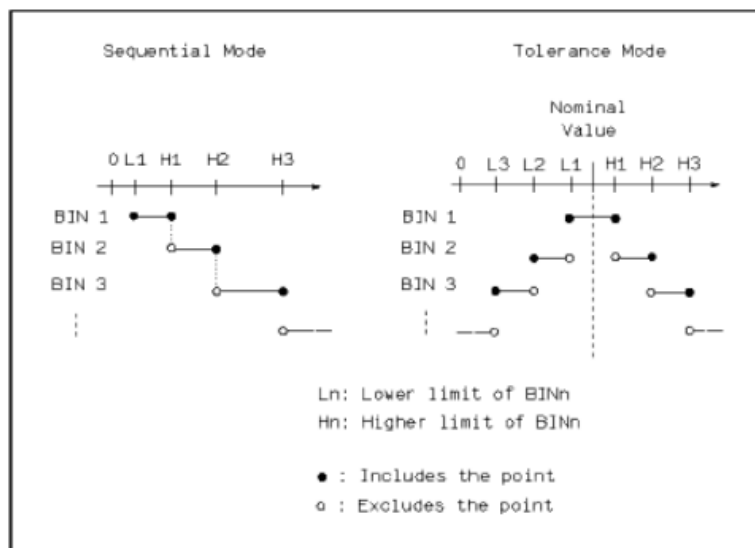 Sequential Mode
Tolerance Mode
Nominal
Value
0 L1 H1 H2 H3
0 L3 L2 L1 H1 H2 H3
BIN 1
BIN 2
BIN 3
BIN 1
BIN 2
BIN 3
Ln: Lower limit of BINn
Hn: Higher limit of BINn
● : Includes the point
○ : Excludes the point